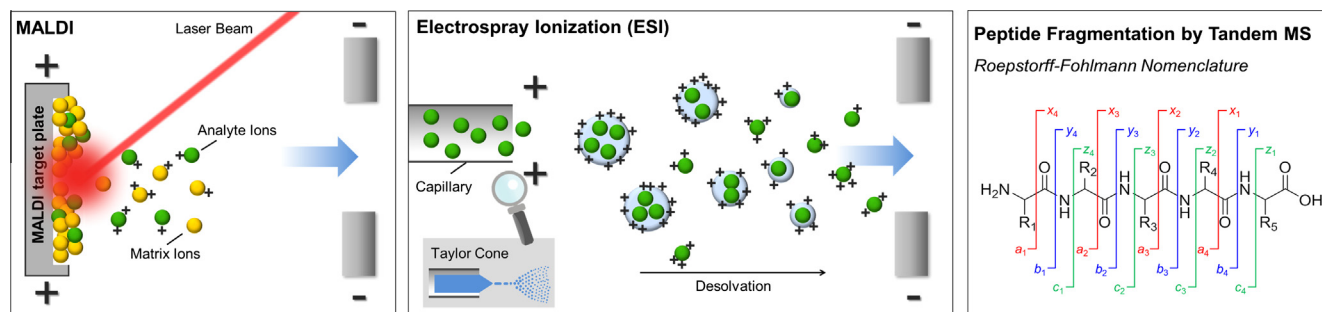 MALDI
Laser Beam
-
+
MALDI target plate
Analyte Ions
Matrix Ions
+
-
Electrospray Ionization (ESI)
-
+
Capillary
+
Taylor Cone
Desolvation
-
Peptide Fragmentation by Tandem MS
Roepstorff-Fohlmann Nomenclature
x4 x3 x2 x1
y4 y3 y2 y1
z4 z3 z2 z1
O R2 O R4 O
H2N N H N H N OH
R1 H O R3 H O R5
a1 a2 a3 a4
b1 b2 b3 b4
c1 c2 c3 c4